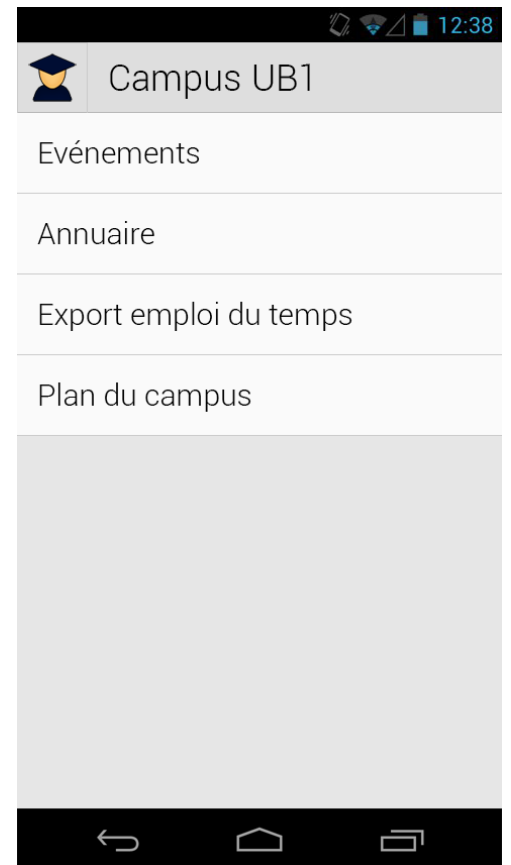 12:38
Campus UB1
Evénements
Annuaire
Export emploi du temps
Plan du campus